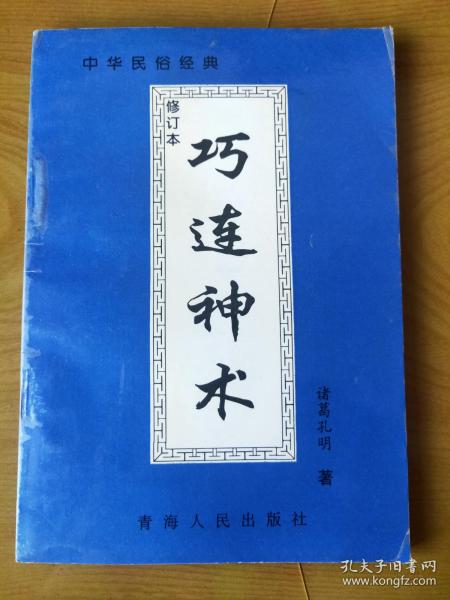 中华民俗经典
修订本
巧连神术
诸葛孔明 著
青海人民出版社
孔夫子旧书网
www.kongfz.com